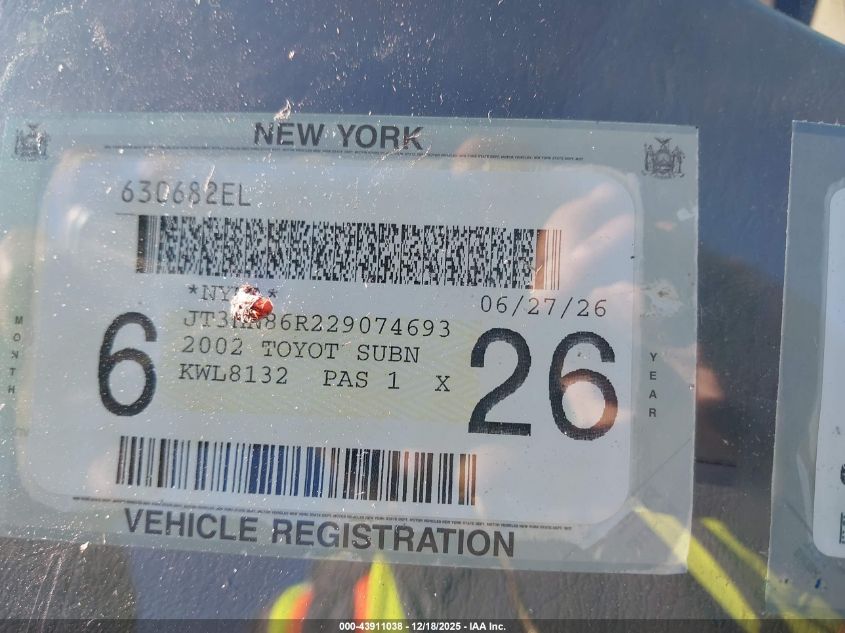 NEW YORK
630682EL
06/27/26
2002 TOYOT SUBN
KWL8132 PAS 1 X
6
26
MONTH
YEAR
VEHICLE REGISTRATION
000-43911038 - 12/18/2025 - IAA Inc.